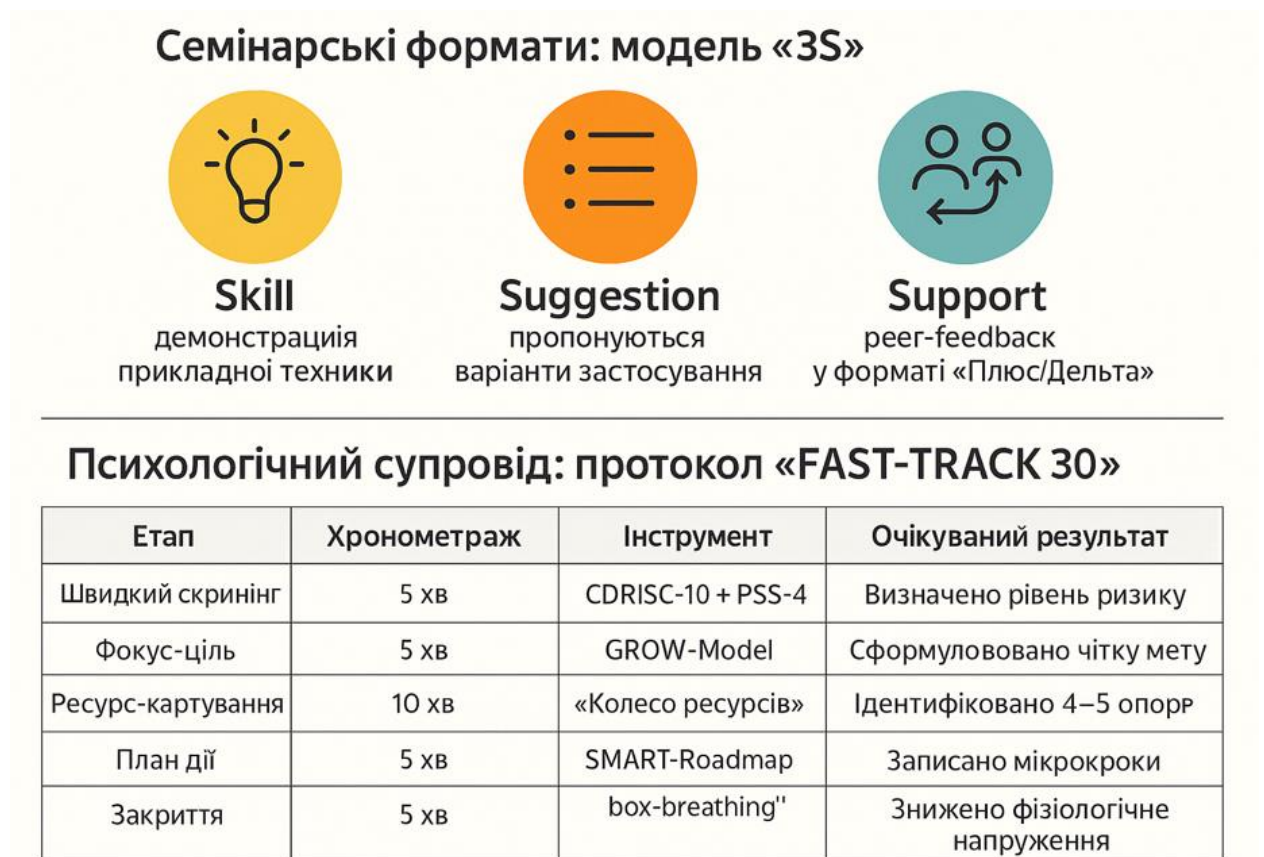 Семінарські формати: модель «3S»
Skill
демонстрациія
прикладної техники
Suggestion
пропонуються
варіанти застосування
Support
peer-feedback
у форматі «Плюс/Дельта»
Психологічний супровід: протокол «FAST-TRACK 30»
Етап Хронометраж Інструмент Очікуваний результат
Швидкий скринінг 5 хв CDRISC-10 + PSS-4 Визначено рівень ризику
Фокус-ціль 5 хв GROW-Model Сформулововано чітку мету
Ресурс-картування 10 хв «Колесо ресурсів» Ідентифіковано 4–5 опорр
План дії 5 хв SMART-Roadmap Записано мікрокроки
Закриття 5 хв box-breathing" Знижено фізіологічне
напруження